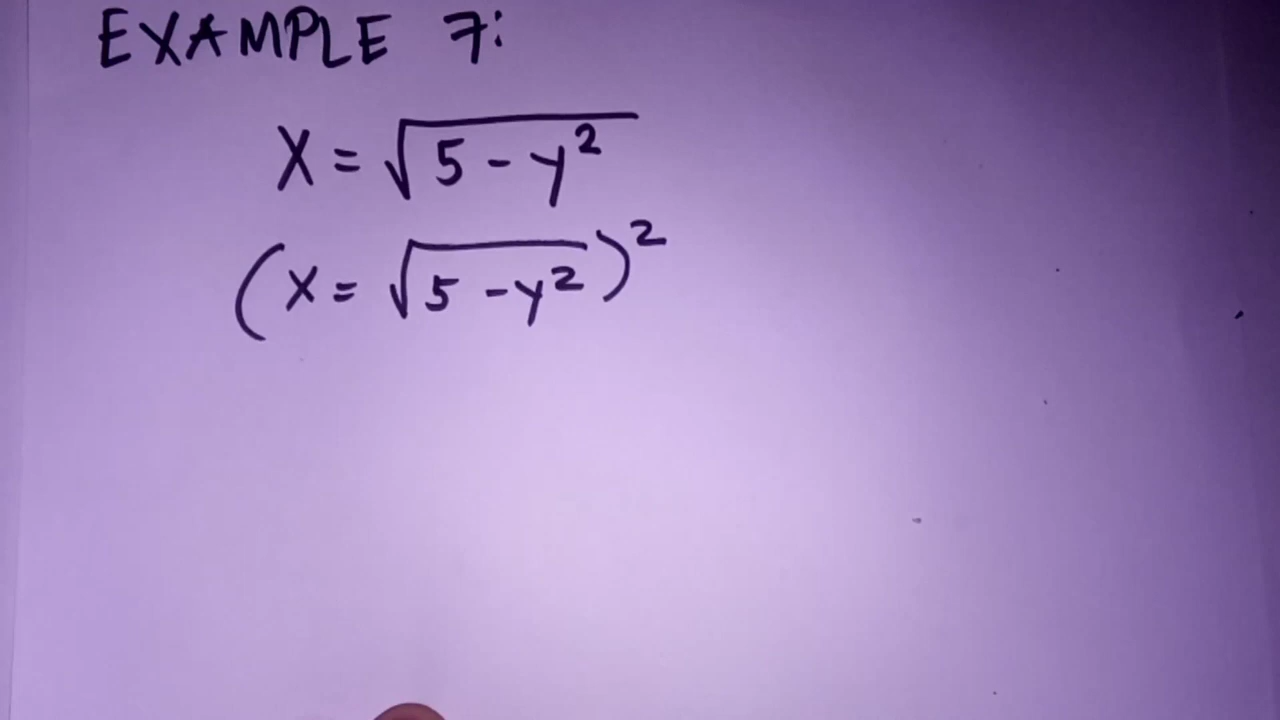 EXAMPLE 7:
X = √5 - y²
(X = √5 - y²)²